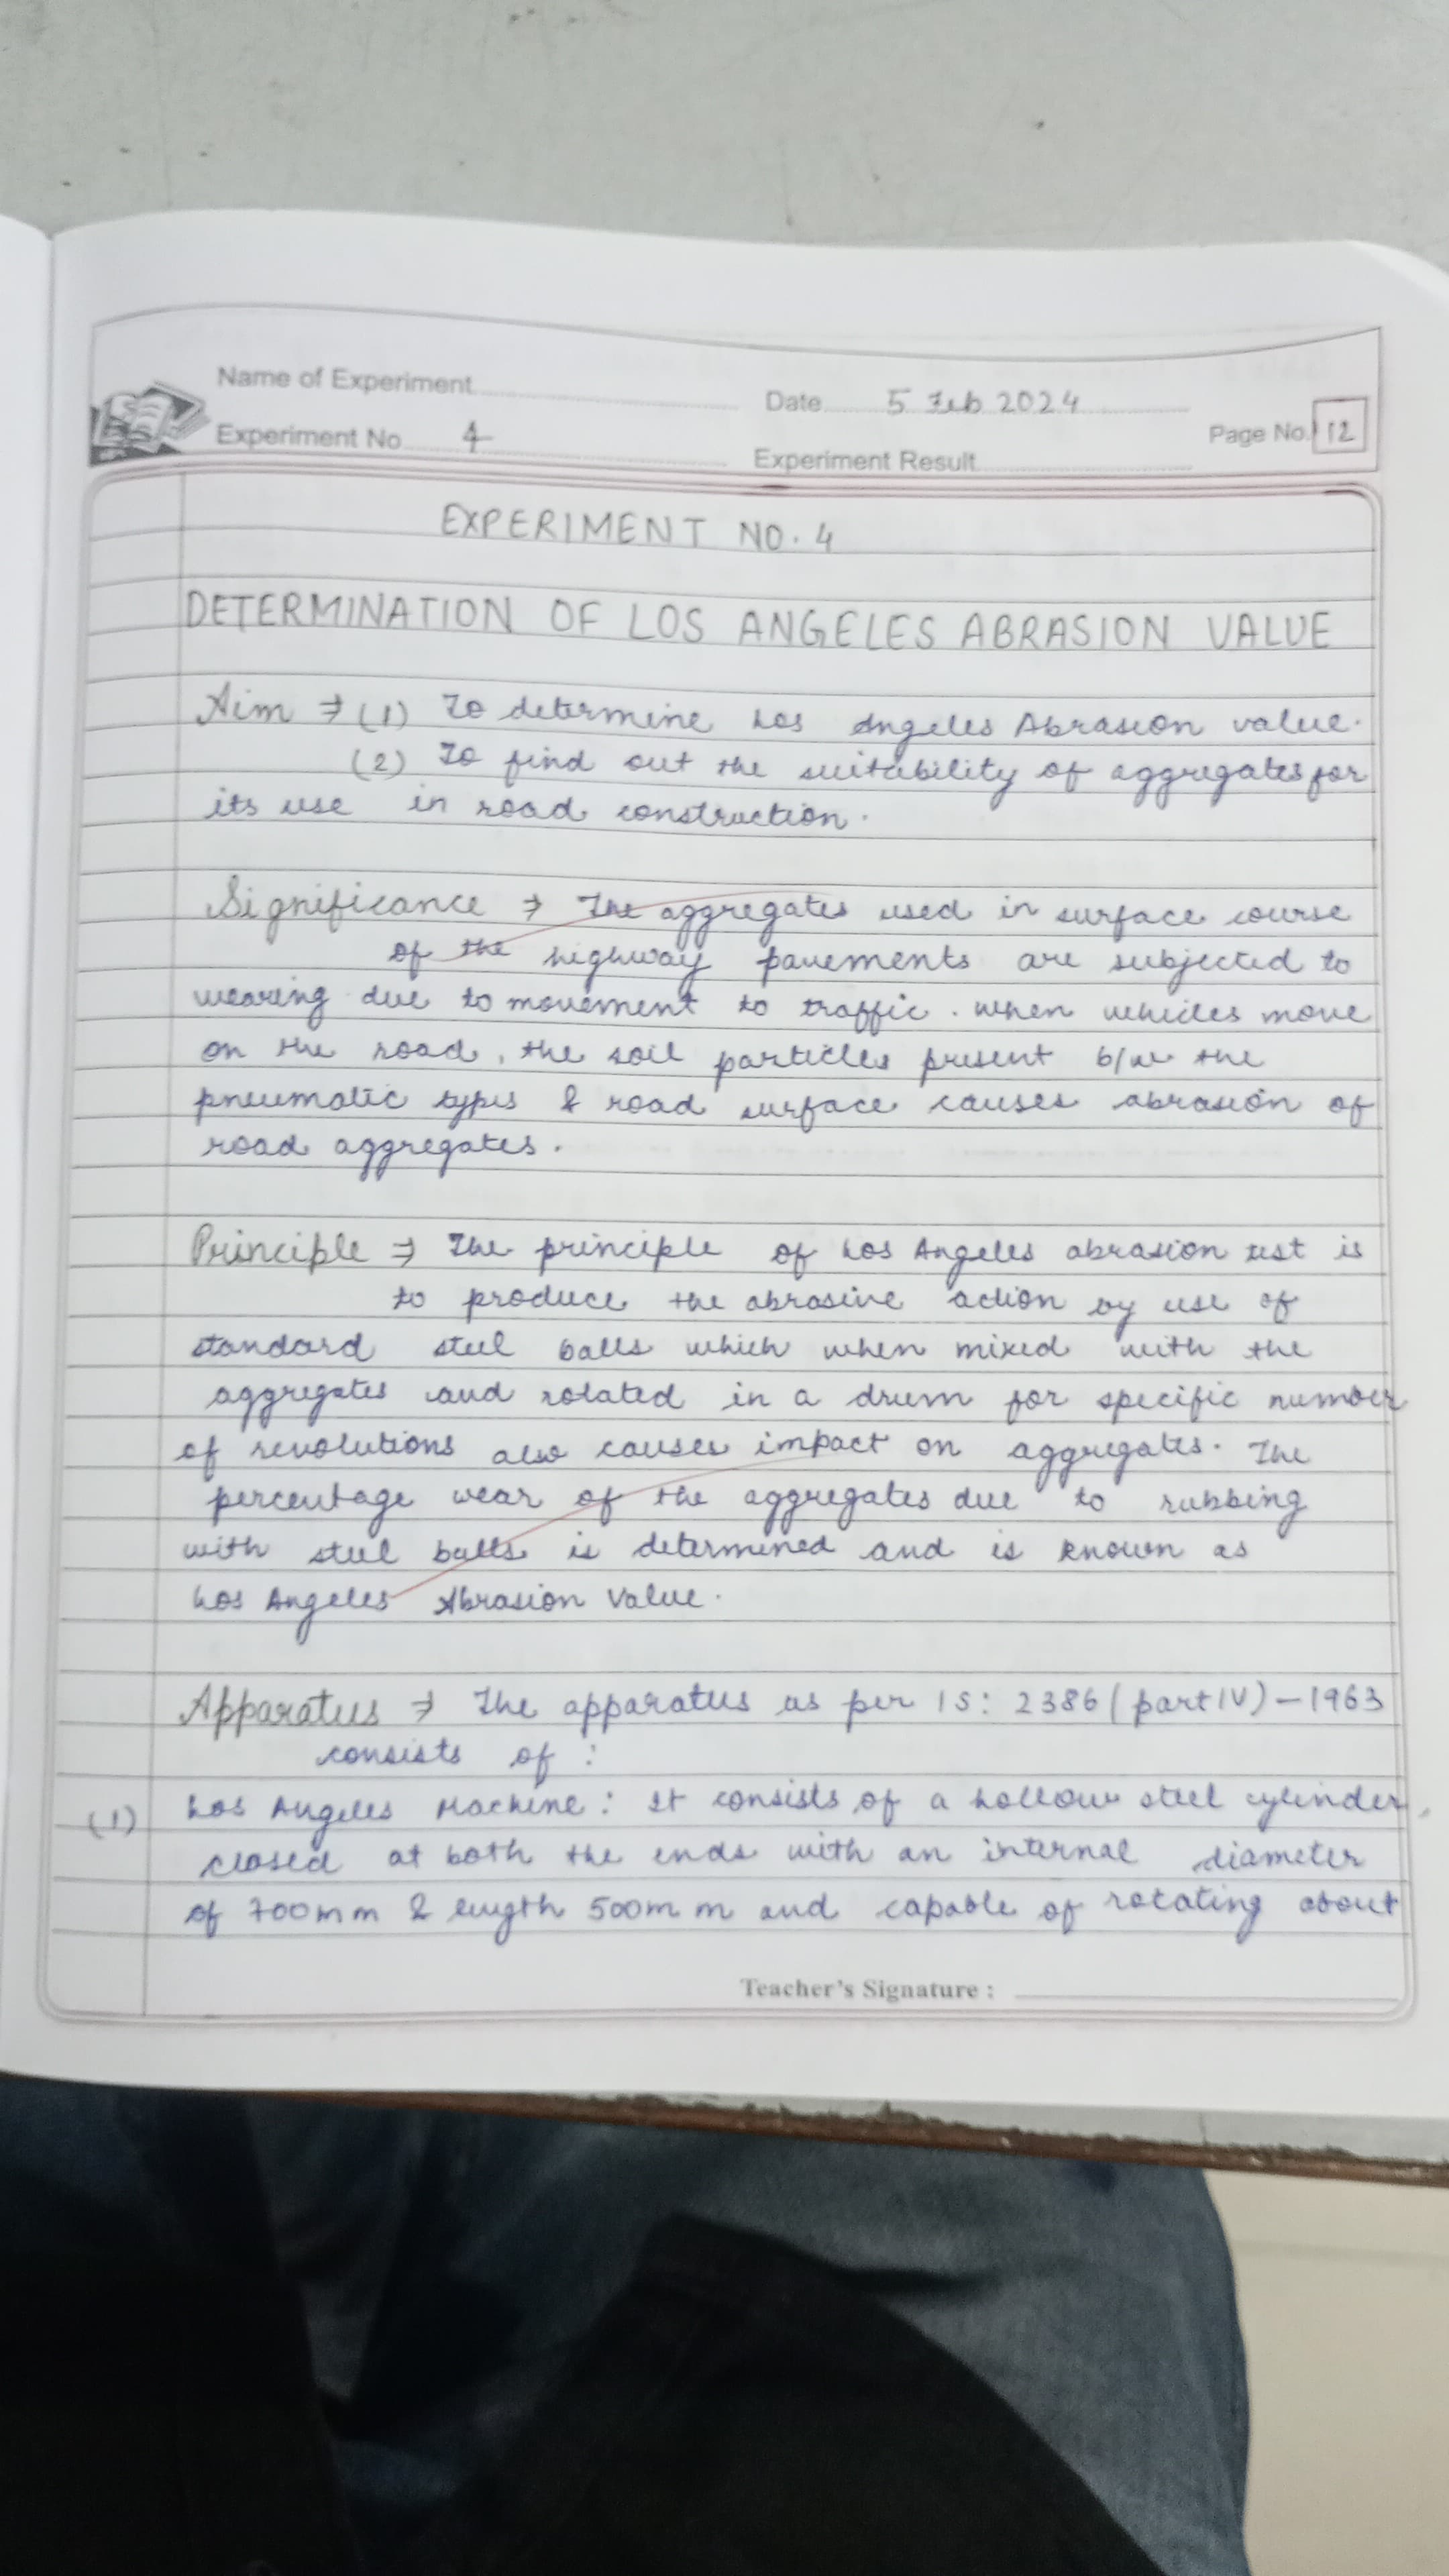 Name of Experiment
Date 5 Feb 2024
Experiment No. 4
Page No. 12
Experiment Result
EXPERIMENT NO. 4
DETERMINATION OF LOS ANGELES ABRASION VALUE
Aim ⇒ (1) To determine Los Angeles Abrasion value.
(2) To find out the suitability of aggregates for
its use in road construction.
Significance ⇒ The aggregates used in surface course
of the highway pavements are subjected to
wearing due to movement to traffic. When vehicles move
on the road, the soil particles present b/w the
pneumatic types & road surface causes abrasion of
road aggregates.
Principle ⇒ The principle of Los Angeles abrasion test is
to produce the abrasive action by use of
standard steel balls which when mixed with the
aggregates and rotated in a drum for specific number
of revolutions also causes impact on aggregates. The
percentage wear of the aggregates due to rubbing
with steel balls is determined and is known as
Los Angeles Abrasion Value.
Apparatus ⇒ The apparatus as per IS: 2386 (part IV) - 1963
consists of :
(1) Los Angeles Machine: It consists of a hollow steel cylinder,
closed at both the ends with an internal diameter
of 700mm & length 500mm and capable of rotating about
Teacher's Signature :